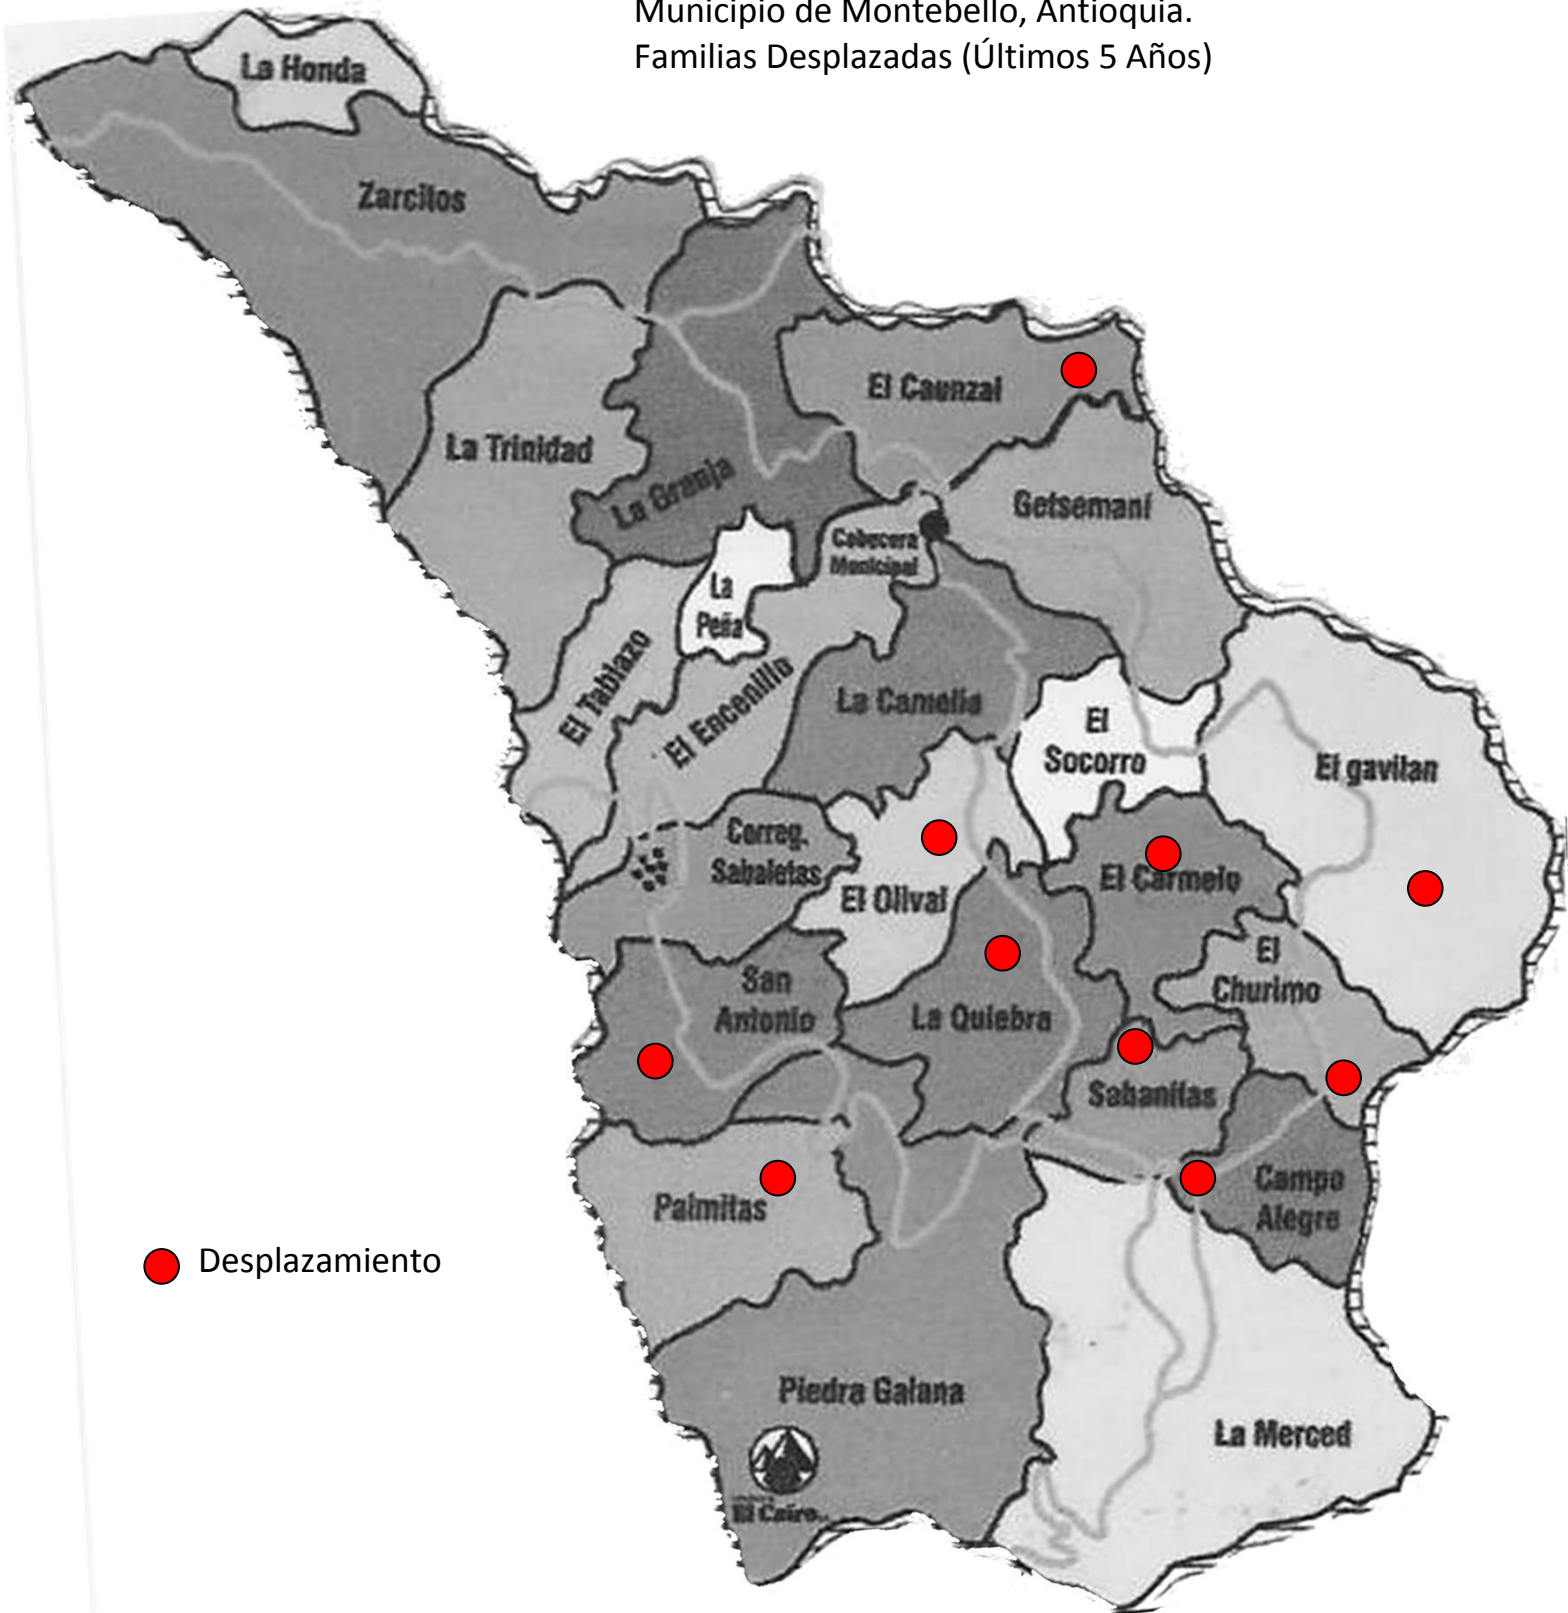 Municipio de Montebello, Antioquia.
Familias Desplazadas (Últimos 5 Años)
La Honda
Zarcitos
El Caunzal
La Trinidad
La Granja
Getsemaní
Cabecera
Municipal
La
Peña
El Tablazo
El Encenillo
La Camelia
El
Socorro
El gavilan
Correg.
Sabaletas
El Olival
El Carmelo
El
Churimo
San
Antonio
La Quiebra
Sabanitas
Campo
Alegre
Palmitas
Desplazamiento
Piedra Galana
La Merced
El Cairo